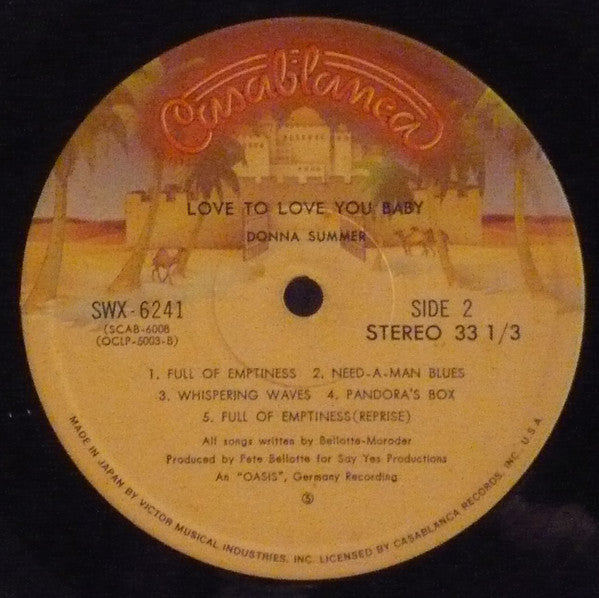 Casablanca
LOVE TO LOVE YOU BABY
DONNA SUMMER
SWX-6241
(SCAB-6008
(OCLP-5003-B)
SIDE 2
STEREO 33 1/3
1. FULL OF EMPTINESS 2. NEED-A-MAN BLUES
3. WHISPERING WAVES 4. PANDORA'S BOX
5. FULL OF EMPTINESS(REPRISE)
All songs written by Bellotte-Moroder
Produced by Pete Bellotte for Say Yes Productions
An "OASIS", Germany Recording
Ⓢ
MADE IN JAPAN BY VICTOR MUSICAL INDUSTRIES, INC. LICENSED BY CASABLANCA RECORDS, INC. U.S.A